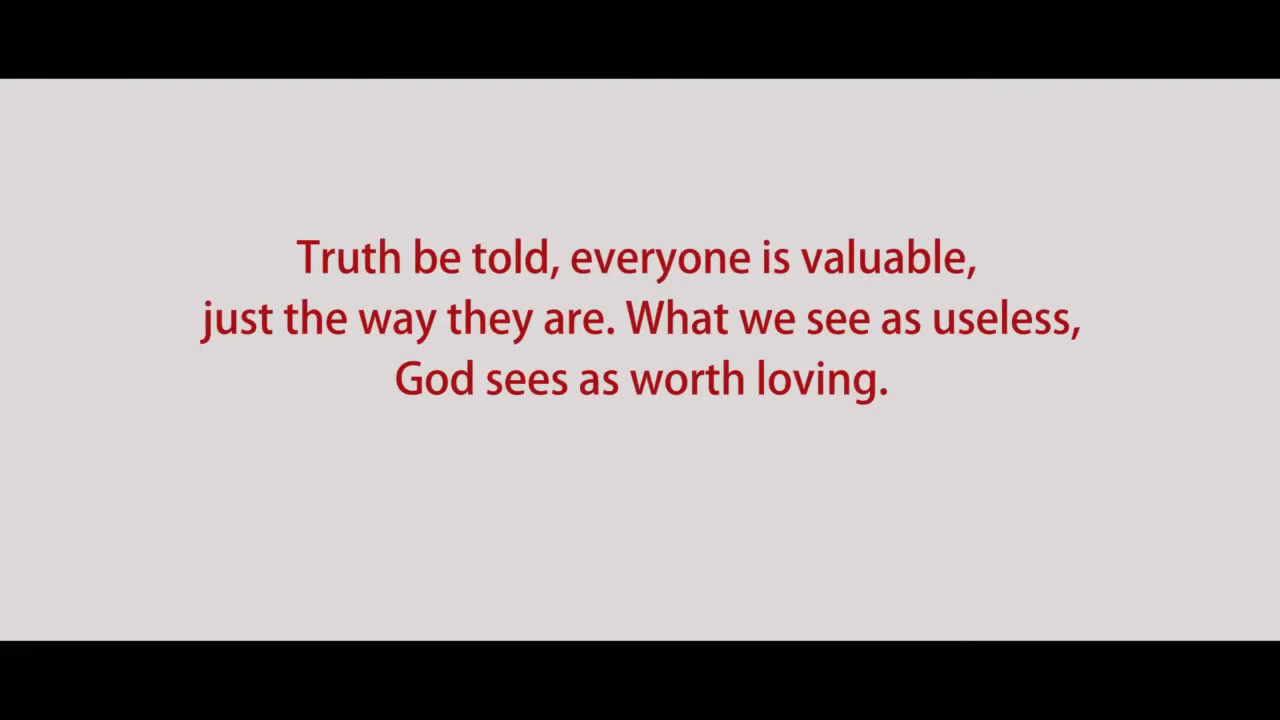 Truth be told, everyone is valuable,
just the way they are. What we see as useless,
God sees as worth loving.